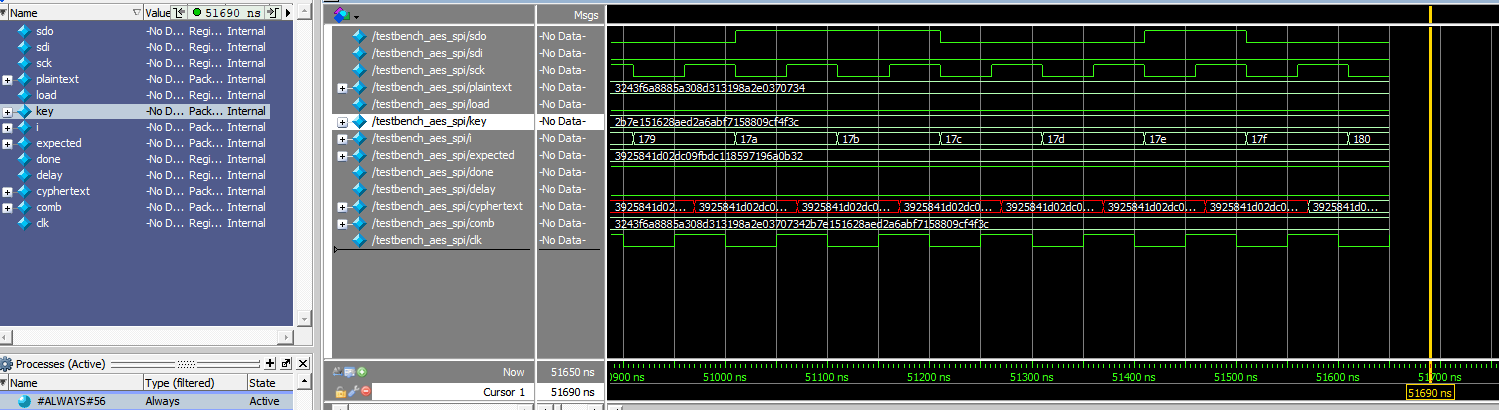 Name Value 51690 ns
sdo -No D... Regi... Internal
sdi -No D... Regi... Internal
sck -No D... Regi... Internal
plaintext -No D... Pack... Internal
load -No D... Regi... Internal
key -No D... Pack... Internal
i -No D... Pack... Internal
expected -No D... Pack... Internal
done -No D... Regi... Internal
delay -No D... Regi... Internal
cyphertext -No D... Pack... Internal
comb -No D... Pack... Internal
clk -No D... Regi... Internal
Processes (Active)
Name Type (filtered) State
#ALWAYS#56 Always Active
Msgs
/testbench_aes_spi/sdo -No Data-
/testbench_aes_spi/sdi -No Data-
/testbench_aes_spi/sck -No Data-
/testbench_aes_spi/plaintext -No Data- 3243f6a8885a308d313198a2e0370734
/testbench_aes_spi/load -No Data-
/testbench_aes_spi/key -No Data- 2b7e151628aed2a6abf7158809cf4f3c
/testbench_aes_spi/i -No Data- 179 17a 17b 17c 17d 17e 17f 180
/testbench_aes_spi/expected -No Data- 3925841d02dc09fbdc118597196a0b32
/testbench_aes_spi/done -No Data-
/testbench_aes_spi/delay -No Data-
/testbench_aes_spi/cyphertext -No Data- 3925841d02... 3925841d02dc0... 3925841d02dc0... 3925841d02dc0... 3925841d02dc0... 3925841d02dc0... 3925841d02dc0... 3925841d0...
/testbench_aes_spi/comb -No Data- 3243f6a8885a308d313198a2e03707342b7e151628aed2a6abf7158809cf4f3c
/testbench_aes_spi/clk -No Data-
Now 51650 ns 0900 ns 51000 ns 51100 ns 51200 ns 51300 ns 51400 ns 51500 ns 51600 ns 51700 ns
Cursor 1 51690 ns 51690 ns